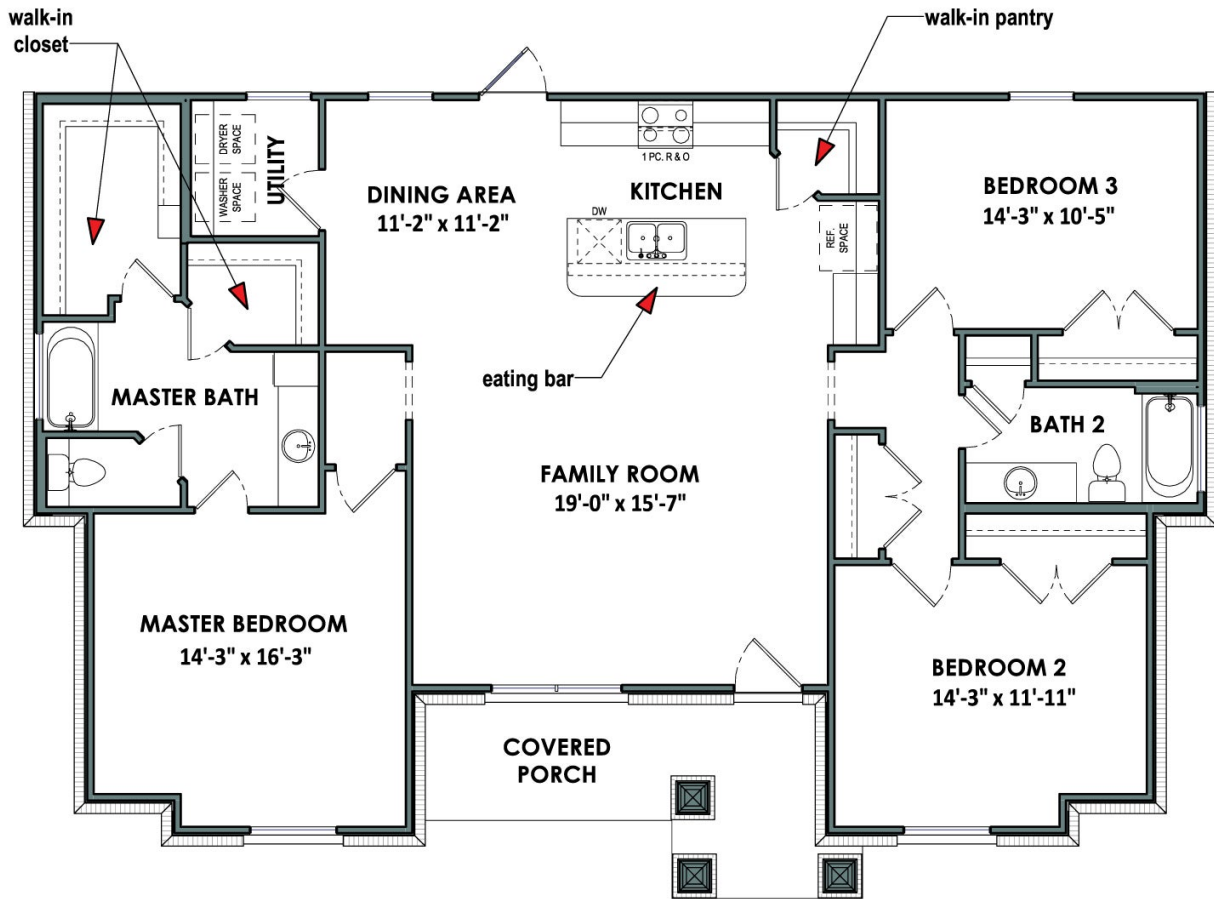 walk-in
closet
walk-in pantry
DRYER
SPACE
WASHER
SPACE
UTILITY
DINING AREA
11'-2" x 11'-2"
1 PC. R & O
KITCHEN
DW
REF.
SPACE
BEDROOM 3
14'-3" x 10'-5"
eating bar
MASTER BATH
BATH 2
FAMILY ROOM
19'-0" x 15'-7"
MASTER BEDROOM
14'-3" x 16'-3"
BEDROOM 2
14'-3" x 11'-11"
COVERED
PORCH